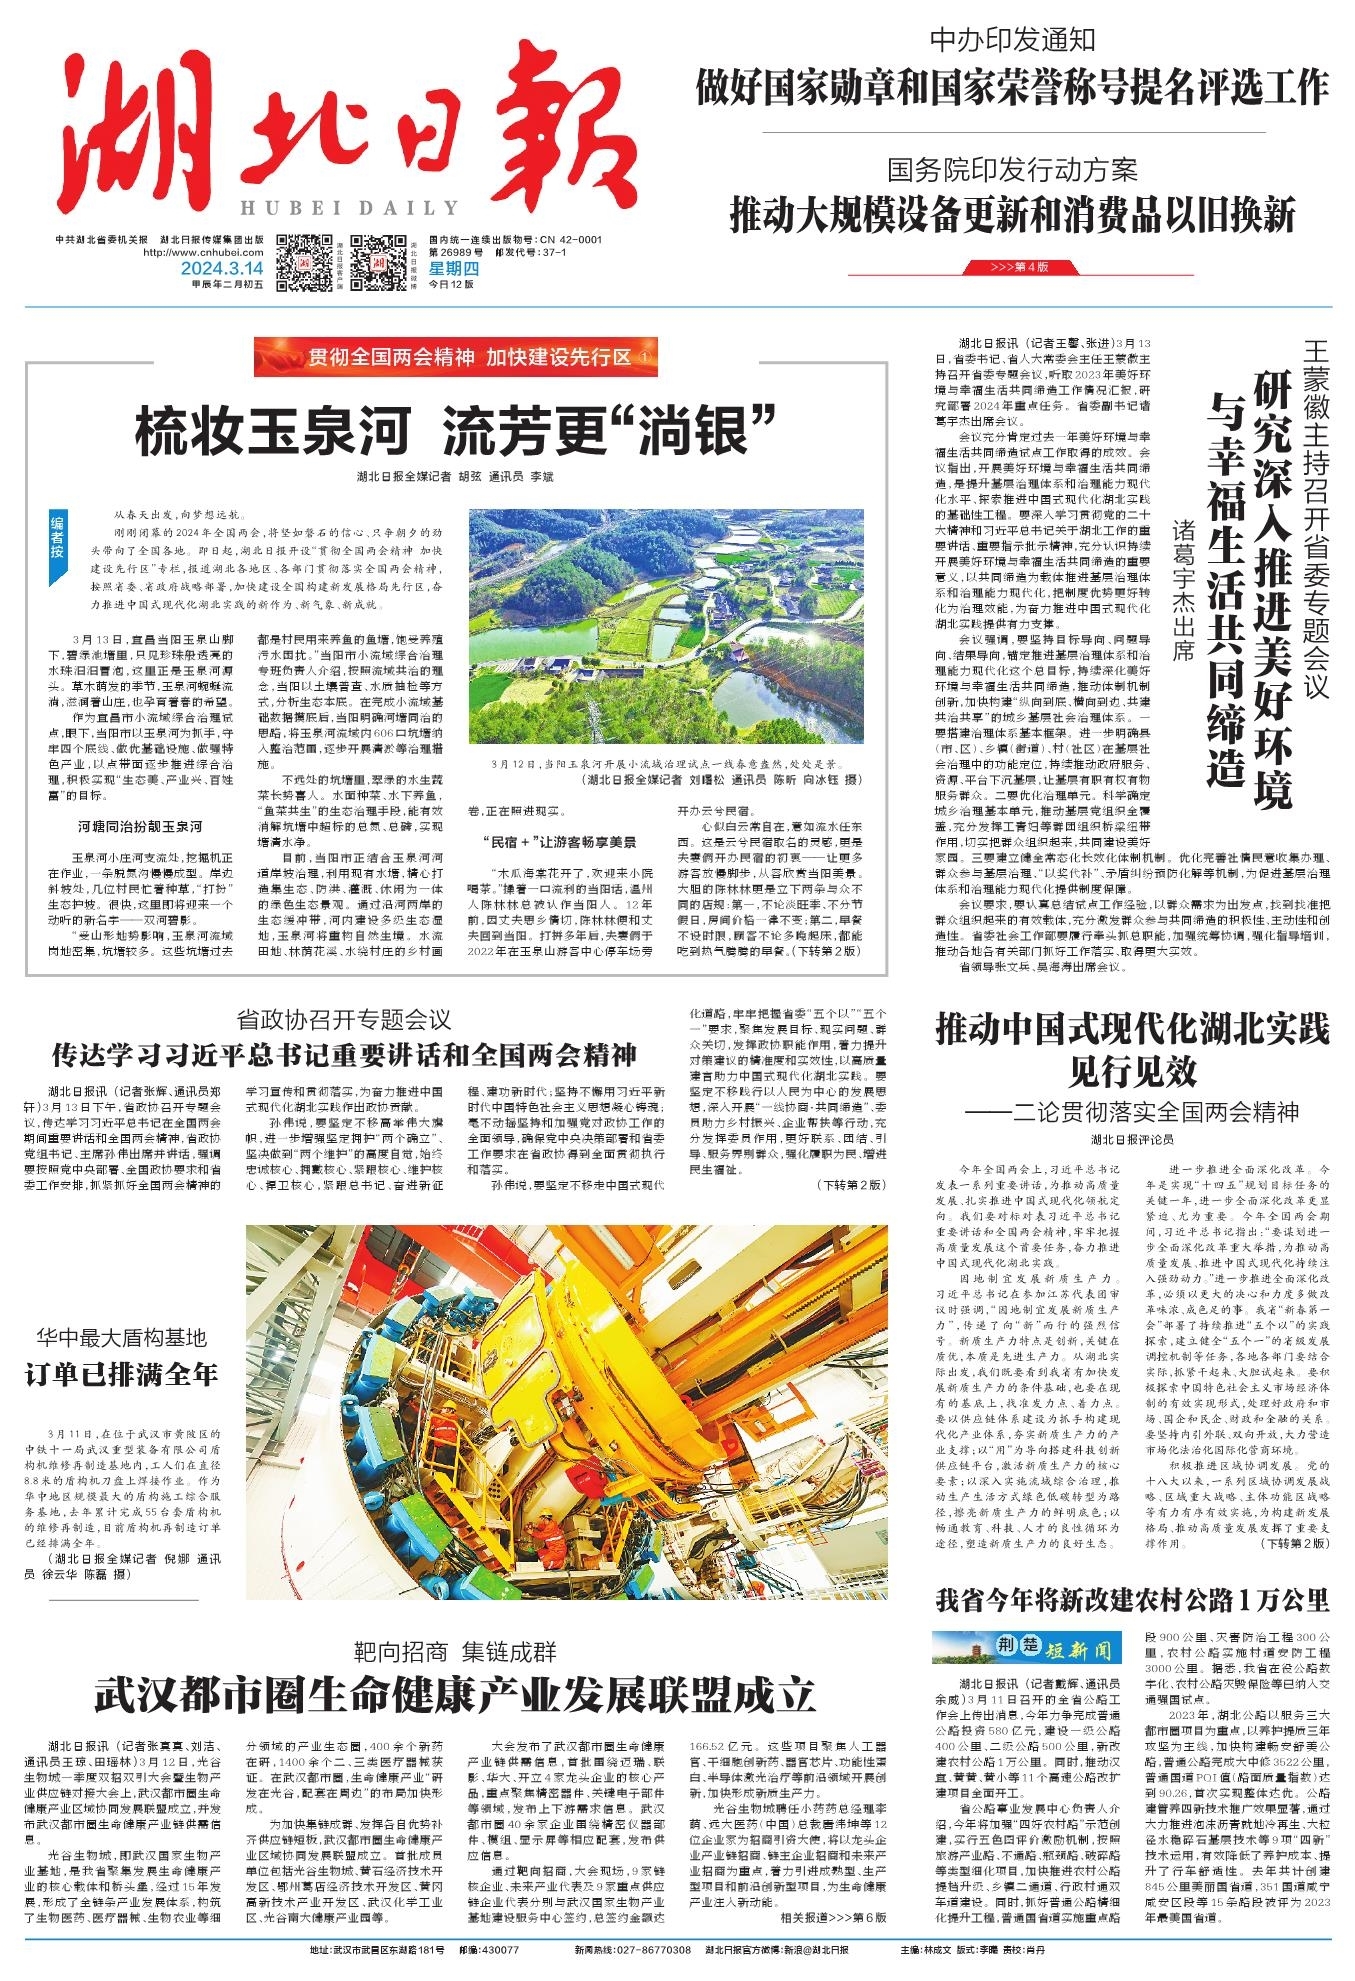 湖北日报
HUBEI DAILY
中共湖北省委机关报 湖北日报传媒集团出版
http://www.cnhubei.com
2024.3.14
甲辰年二月初五
湖北日报客户端
湖北日报微博
国内统一连续出版物号:CN 42-0001
第26989号 邮发代号:37-1
星期四
今日12版
中办印发通知
做好国家勋章和国家荣誉称号提名评选工作
国务院印发行动方案
推动大规模设备更新和消费品以旧换新
>>>第4版
贯彻全国两会精神 加快建设先行区 ①
梳妆玉泉河 流芳更“淌银”
湖北日报全媒记者 胡弦 通讯员 李斌
编者按
从春天出发,向梦想远航。
刚刚闭幕的2024年全国两会,将坚如磐石的信心、只争朝夕的劲
头带向了全国各地。即日起,湖北日报开设“贯彻全国两会精神 加快
建设先行区”专栏,报道湖北各地区、各部门贯彻落实全国两会精神,
按照省委、省政府战略部署,加快建设全国构建新发展格局先行区,奋
力推进中国式现代化湖北实践的新作为、新气象、新成就。
3月13日,宜昌当阳玉泉山脚
下,碧绿池塘里,只见珍珠般透亮的
水珠汩汩冒泡,这里正是玉泉河源
头。草木萌发的季节,玉泉河蜿蜒流
淌,滋润着山庄,也孕育着春的希望。
作为宜昌市小流域综合治理试
点,眼下,当阳市以玉泉河为抓手,守
牢四个底线、做优基础设施、做强特
色产业,以点带面逐步推进综合治
理,积极实现“生态美、产业兴、百姓
富”的目标。
河塘同治扮靓玉泉河
玉泉河小庄河支流处,挖掘机正
在作业,一条脱氮沟慢慢成型。岸边
斜坡处,几位村民忙着种草,“打扮”
生态护坡。很快,这里即将迎来一个
动听的新名字——双河碧影。
“受山形地势影响,玉泉河流域
岗地密集,坑塘较多。这些坑塘过去
都是村民用来养鱼的鱼塘,饱受养殖
污水困扰。”当阳市小流域综合治理
专班负责人介绍,按照流域共治的理
念,当阳以土壤普查、水质抽检等方
式,分析生态本底。在完成小流域基
础数据摸底后,当阳明确河塘同治的
思路,将玉泉河流域内606口坑塘纳
入整治范围,逐步开展清淤等治理措
施。
不远处的坑塘里,翠绿的水生蔬
菜长势喜人。水面种菜、水下养鱼,
“鱼菜共生”的生态治理手段,能有效
消解坑塘中超标的总氮、总磷,实现
塘清水净。
目前,当阳市正结合玉泉河河
道岸坡治理,利用现有水塘,精心打
造集生态、防洪、灌溉、休闲为一体
的绿色生态景观。通过沿河两岸的
生态缓冲带,河内建设多级生态湿
地,玉泉河将重构自然生境。水流
田地、林荫花溪、水绕村庄的乡村画
3月12日,当阳玉泉河开展小流域治理试点一线春意盎然,处处是景。
(湖北日报全媒记者 刘曙松 通讯员 陈昕 向冰钰 摄)
卷,正在照进现实。
“民宿+”让游客畅享美景
“木瓜海棠花开了,欢迎来小院
喝茶。”操着一口流利的当阳话,温州
人陈林林总被认作当阳人。12年
前,因丈夫思乡情切,陈林林便和丈
夫回到当阳。打拼多年后,夫妻俩于
2022年在玉泉山游客中心停车场旁
开办云兮民宿。
心似白云常自在,意如流水任东
西。这是云兮民宿取名的灵感,更是
夫妻俩开办民宿的初衷——让更多
游客放慢脚步,从容欣赏当阳美景。
大胆的陈林林更是立下两条与众不
同的店规:第一,不论淡旺季、不分节
假日,房间价格一律不变;第二,早餐
不设时限,顾客不论多晚起床,都能
吃到热气腾腾的早餐。(下转第2版)
王蒙徽主持召开省委专题会议
研究深入推进美好环境
与幸福生活共同缔造
诸葛宇杰出席
湖北日报讯(记者王馨、张进)3月13
日,省委书记、省人大常委会主任王蒙徽主
持召开省委专题会议,听取2023年美好环
境与幸福生活共同缔造工作情况汇报,研
究部署2024年重点任务。省委副书记诸
葛宇杰出席会议。
会议充分肯定过去一年美好环境与幸
福生活共同缔造试点工作取得的成效。会
议指出,开展美好环境与幸福生活共同缔
造,是提升基层治理体系和治理能力现代
化水平、探索推进中国式现代化湖北实践
的基础性工程。要深入学习贯彻党的二十
大精神和习近平总书记关于湖北工作的重
要讲话、重要指示批示精神,充分认识持续
开展美好环境与幸福生活共同缔造的重要
意义,以共同缔造为载体推进基层治理体
系和治理能力现代化,把制度优势更好转
化为治理效能,为奋力推进中国式现代化
湖北实践提供有力支撑。
会议强调,要坚持目标导向、问题导
向、结果导向,锚定推进基层治理体系和治
理能力现代化这个总目标,持续深化美好
环境与幸福生活共同缔造,推动体制机制
创新,加快构建“纵向到底、横向到边、共建
共治共享”的城乡基层社会治理体系。一
要搭建治理体系基本框架。进一步明确县
(市、区)、乡镇(街道)、村(社区)在基层社
会治理中的功能定位,持续推动政府服务、
资源、平台下沉基层,让基层有职有权有物
服务群众。二要优化治理单元。科学确定
城乡治理基本单元,推动基层党组织全覆
盖,充分发挥工青妇等群团组织桥梁纽带
作用,切实把群众组织起来,共同建设美好
家园。三要建立健全常态化长效化体制机制。优化完善社情民意收集办理、
群众参与基层治理、“以奖代补”、矛盾纠纷预防化解等机制,为促进基层治理
体系和治理能力现代化提供制度保障。
会议要求,要认真总结试点工作经验,以群众需求为出发点,找到找准把
群众组织起来的有效载体,充分激发群众参与共同缔造的积极性、主动性和创
造性。省委社会工作部要履行牵头抓总职能,加强统筹协调,强化指导培训,
推动各地各有关部门抓好工作落实、取得更大实效。
省领导张文兵、吴海涛出席会议。
省政协召开专题会议
传达学习习近平总书记重要讲话和全国两会精神
湖北日报讯(记者张辉、通讯员郑
轩)3月13日下午,省政协召开专题会
议,传达学习习近平总书记在全国两会
期间重要讲话和全国两会精神,省政协
党组书记、主席孙伟出席并讲话,强调
要按照党中央部署、全国政协要求和省
委工作安排,抓紧抓好全国两会精神的
学习宣传和贯彻落实,为奋力推进中国
式现代化湖北实践作出政协贡献。
孙伟说,要坚定不移高举伟大旗
帜,进一步增强坚定拥护“两个确立”、
坚决做到“两个维护”的高度自觉,始终
忠诚核心、拥戴核心、紧跟核心、维护核
心、捍卫核心,紧跟总书记、奋进新征
程、建功新时代;坚持不懈用习近平新
时代中国特色社会主义思想凝心铸魂;
毫不动摇坚持和加强党对政协工作的
全面领导,确保党中央决策部署和省委
工作要求在省政协得到全面贯彻执行
和落实。
孙伟说,要坚定不移走中国式现代
化道路,牢牢把握省委“五个以”“五个
一”要求,聚焦发展目标、现实问题、群
众关切,发挥政协职能作用,着力提升
对策建议的精准度和实效性,以高质量
建言助力中国式现代化湖北实践。要
坚定不移践行以人民为中心的发展思
想,深入开展“一线协商·共同缔造”、委
员助力乡村振兴、企业帮扶等行动,充
分发挥委员作用,更好联系、团结、引
导、服务界别群众,强化履职为民、增进
民生福祉。
(下转第2版)
华中最大盾构基地
订单已排满全年
3月11日,在位于武汉市黄陂区的
中铁十一局武汉重型装备有限公司盾
构机维修再制造基地内,工人们在直径
8.8米的盾构机刀盘上焊接作业。作为
华中地区规模最大的盾构施工综合服
务基地,去年累计完成55台套盾构机
的维修再制造,目前盾构机再制造订单
已经排满全年。
(湖北日报全媒记者 倪娜 通讯
员 徐云华 陈磊 摄)
推动中国式现代化湖北实践
见行见效
——二论贯彻落实全国两会精神
湖北日报评论员
今年全国两会上,习近平总书记
发表一系列重要讲话,为推动高质量
发展、扎实推进中国式现代化领航定
向。我们要对标对表习近平总书记
重要讲话和全国两会精神,牢牢把握
高质量发展这个首要任务,奋力推进
中国式现代化湖北实践。
因地制宜发展新质生产力。
习近平总书记在参加江苏代表团审
议时强调,“因地制宜发展新质生产
力”,传递了向“新”而行的强烈信
号。新质生产力特点是创新,关键在
质优,本质是先进生产力。从湖北实
际出发,我们既要看到我省有加快发
展新质生产力的条件基础,也要在现
有的基底上,找准发力点、着力点。
要以供应链体系建设为抓手构建现
代化产业体系,夯实新质生产力的产
业支撑;以“用”为导向搭建科技创新
供应链平台,激活新质生产力的核心
要素;以深入实施流域综合治理,推
动生产生活方式绿色低碳转型为路
径,擦亮新质生产力的鲜明底色;以
畅通教育、科技、人才的良性循环为
途径,塑造新质生产力的良好生态。
进一步推进全面深化改革。今
年是实现“十四五”规划目标任务的
关键一年,进一步全面深化改革更显
紧迫、尤为重要。今年全国两会期
间,习近平总书记指出:“要谋划进一
步全面深化改革重大举措,为推动高
质量发展、推进中国式现代化持续注
入强劲动力。”进一步推进全面深化改
革,必须以更大的决心和力度多做改
革味浓、成色足的事。我省“新春第一
会”部署了持续推进“五个以”的实践
探索,建立健全“五个一”的省级发展
调控机制等任务,各地各部门要结合
实际,抓紧干起来、大胆试起来。要积
极探索中国特色社会主义市场经济体
制的有效实现形式,处理好政府和市
场、国企和民企、财政和金融的关系。
要坚持内引外联、双向开放,大力营造
市场化法治化国际化营商环境。
积极推进区域协调发展。党的
十八大以来,一系列区域协调发展战
略、区域重大战略、主体功能区战略
等有力有序有效实施,为构建新发展
格局、推动高质量发展发挥了重要支
撑作用。 (下转第2版)
我省今年将新改建农村公路1万公里
荆楚短新闻
湖北日报讯(记者戴辉、通讯员
余威)3月11日召开的全省公路工
作会上传出消息,今年力争完成普通
公路投资580亿元,建设一级公路
400公里、二级公路500公里,新改
建农村公路1万公里。同时,推动汉
宜、黄黄、黄小等11个高速公路改扩
建项目全面开工。
省公路事业发展中心负责人介
绍,今年将加强“四好农村路”示范创
建,实行五色图评价激励机制,按照
旅游产业路、不通路、瓶颈路、破碎路
等类型细化项目,加快推进农村公路
提档升级、乡镇二通道、行政村通双
车道建设。同时,抓好普通公路精细
化提升工程,普通国省道实施重点路
段900公里、灾害防治工程300公
里,农村公路实施村道安防工程
3000公里。据悉,我省在役公路数
字化、农村公路灾毁保险等已纳入交
通强国试点。
2023年,湖北公路以服务三大
都市圈项目为重点,以养护提质三年
攻坚为主线,加快构建畅安舒美公
路,普通公路完成大中修3522公里,
普通国道PQI值(路面质量指数)达
到90.26,首次实现整体达优。公路
建管养四新技术推广效果显著,通过
大力推进泡沫沥青就地冷再生、大粒
径水稳碎石基层技术等9项“四新”
技术运用,有效降低了养护成本、提
升了行车舒适性。去年共计创建
845公里美丽国省道,351国道咸宁
咸安区段等15条路段被评为2023
年最美国省道。
靶向招商 集链成群
武汉都市圈生命健康产业发展联盟成立
湖北日报讯(记者张真真、刘洁、
通讯员王琼、田瑶林)3月12日,光谷
生物城一季度双招双引大会暨生物产
业供应链对接大会上,武汉都市圈生命
健康产业区域协同发展联盟成立,并发
布武汉都市圈生命健康产业链供需信
息。
光谷生物城,即武汉国家生物产
业基地,是我省聚集发展生命健康产
业的核心载体和桥头堡,经过15年发
展,形成了全链条产业发展体系,构筑
了生物医药、医疗器械、生物农业等细
分领域的产业生态圈,400余个新药
在研,1400余个二、三类医疗器械获
证。在武汉都市圈,生命健康产业“研
发在光谷,配套在周边”的布局加快形
成。
为加快集链成群、发挥各自优势补
齐供应链短板,武汉都市圈生命健康产
业区域协同发展联盟成立。首批成员
单位包括光谷生物城、黄石经济技术开
发区、鄂州葛店经济技术开发区、黄冈
高新技术产业开发区、武汉化学工业
区、光谷南大健康产业园等。
大会发布了武汉都市圈生命健康
产业链供需信息,首批围绕迈瑞、联
影、华大、开立4家龙头企业的核心产
品,重点聚焦精密器件、关键电子部件
等领域,发布上下游需求信息。武汉
都市圈40余家企业围绕精密仪器部
件、模组、显示屏等相应配套,发布供
应信息。
通过靶向招商,大会现场,9家链
核企业、未来产业代表及9家重点供应
链企业代表分别与武汉国家生物产业
基地建设服务中心签约,总签约金额达
166.52亿元。这些项目聚焦人工器
官、干细胞创新药、器官芯片、功能性蛋
白、半导体激光治疗等前沿领域开展创
新,加快形成新质生产力。
光谷生物城聘任小药药总经理李
萌、远大医药(中国)总裁唐纬坤等12
位企业家为招商引资大使,将以龙头企
业产业链招商、链主企业招商和未来产
业招商为重点,着力引进成熟型、生产
型项目和前沿创新型项目,为生命健康
产业注入新动能。
相关报道>>>第6版
地址:武汉市武昌区东湖路181号 邮编:430077 新闻热线:027-86770308 湖北日报官方微博:新浪@湖北日报 主编:林成文 版式:李曦 责校:肖丹